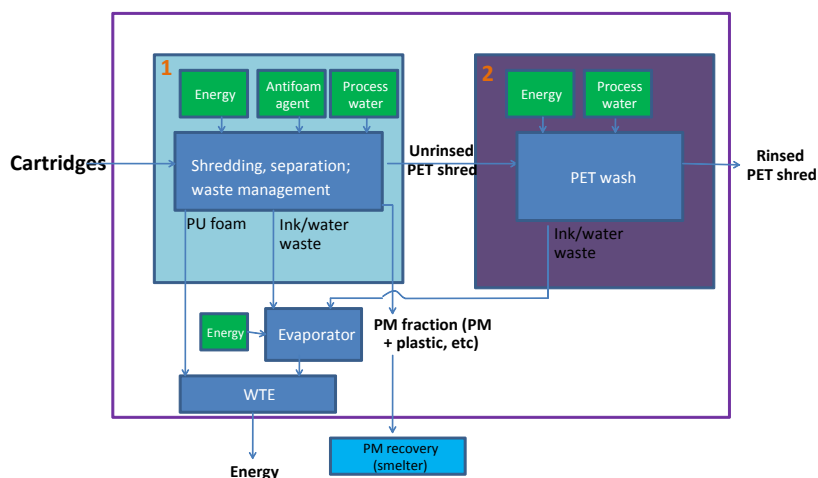 1
Energy
Antifoam
agent
Process
water
2
Energy
Process
water
Cartridges
Shredding, separation;
waste management
Unrinsed
PET shred
PET wash
Rinsed
PET shred
PU foam
Ink/water
waste
Ink/water
waste
Energy
Evaporator
PM fraction (PM
+ plastic, etc)
WTE
PM recovery
(smelter)
Energy